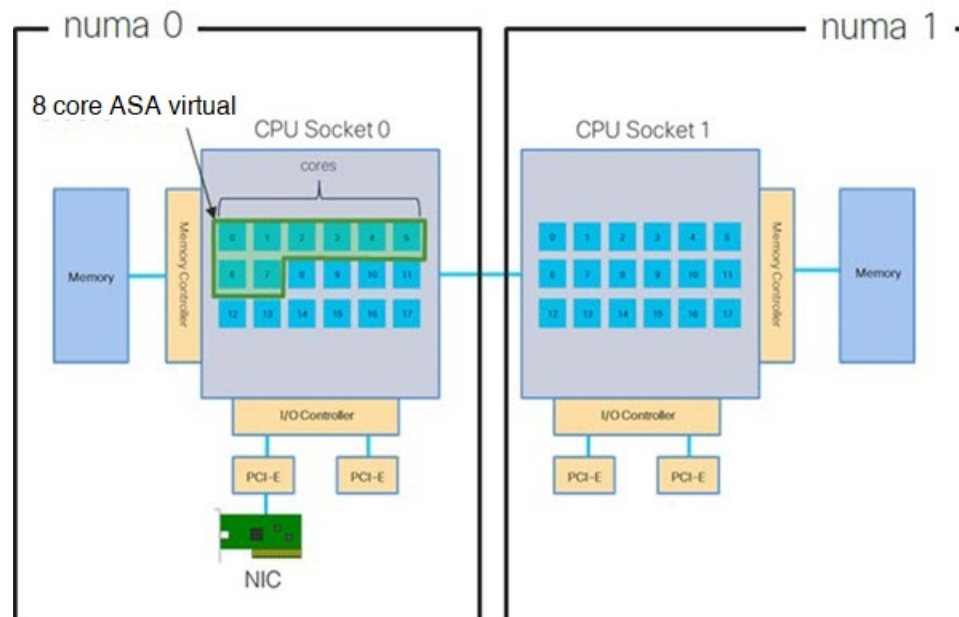 numa 0
numa 1
8 core ASA virtual
CPU Socket 0
CPU Socket 1
cores
Memory
Memory Controller
0 1 2 3 4 5
6 7 8 9 10 11
12 13 14 15 16 17
0 1 2 3 4 5
6 7 8 9 10 11
12 13 14 15 16 17
Memory Controller
Memory
I/O Controller
I/O Controller
PCI-E
PCI-E
PCI-E
PCI-E
NIC